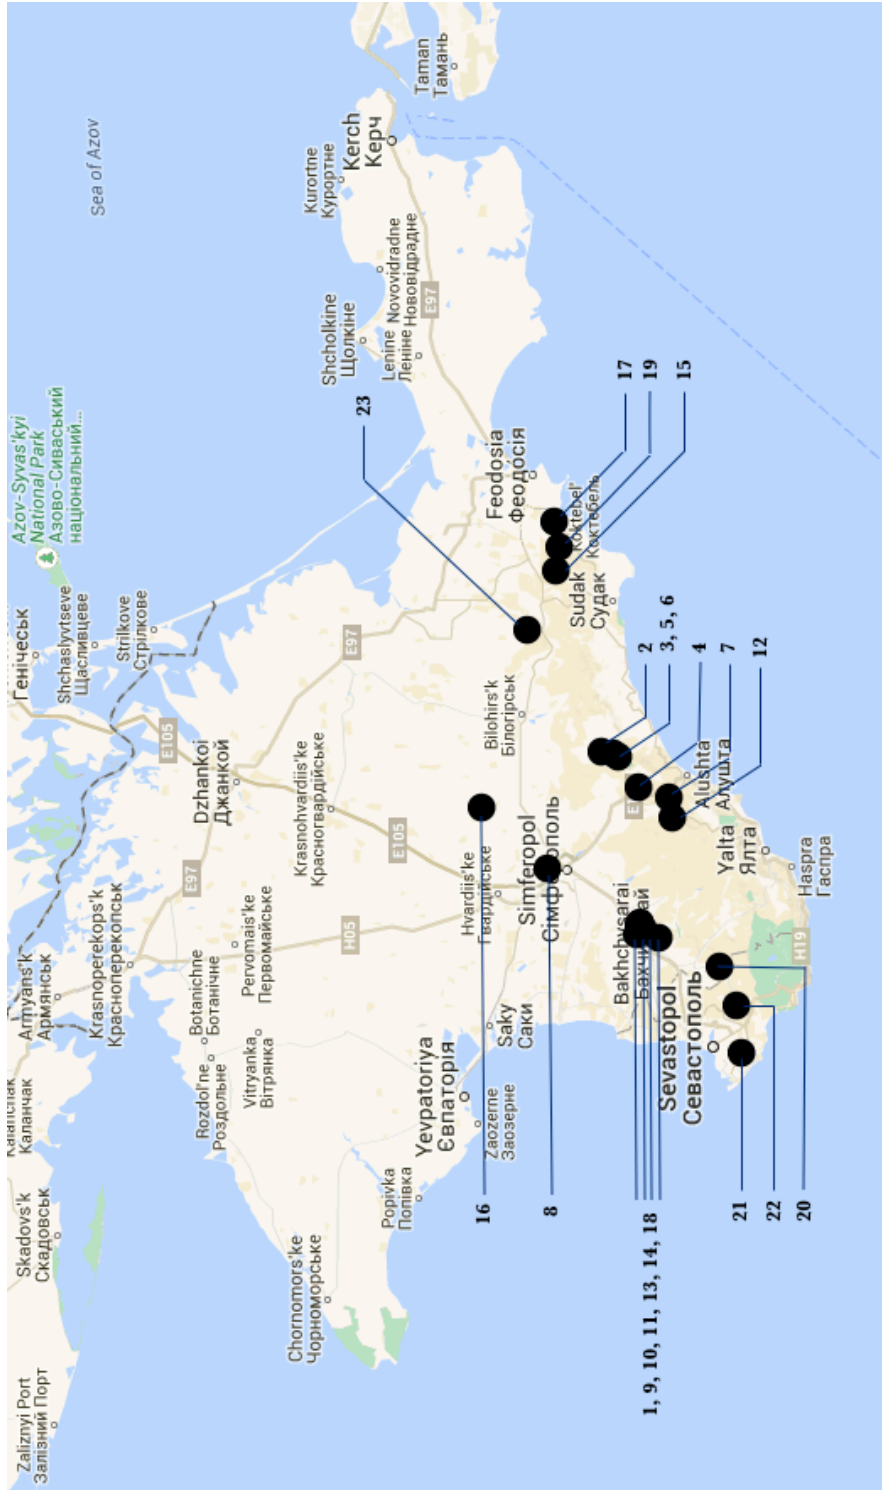 Zaliznyi Port
Залізний Порт
Skadovs'k
Скадовськ
Каланчак
Armyans'k
Армянськ
Генічеськ
Azov-Syvas'kyi
National Park
Азово-Сиваський
національний...
Schaslyvtseve
Щасливцеве
Strilkove
Стрілкове
Sea of Azov
Krasnoperekops'k
Красноперекопськ
E105
E97
Dzhankoi
Джанкой
Botanichne
Ботанічне
Rozdol'ne
Роздольне
Pervomais'ke
Первомайське
Vitryanka
Вітрянка
Krasnohvardiis'ke
Красногвардійське
E97
E105
H05
Chornomors'ke
Чорноморське
Popivka
Попівка
Yevpatoriya
Євпаторія
Zaozerne
Заозерне
Saky
Саки
Hvardiis'ke
Гвардійське
Shcholkine
Щолкіне
Kurortne
Курортне
Kerch
Керч
Taman
Тамань
Lenine
Леніне
Novovidradne
Нововідрадне
E97
23
Feodosia
Феодосія
Bilohirs'k
Білогірськ
16
Simferopol
8
Koktebel'
Коктебель
Sudak
Судак
17
19
15
2
3, 5, 6
4
7
12
Bakhchysarai
1, 9, 10, 11, 13, 14, 18
Sevastopol
Севастополь
Alushta
Алушта
Yalta
Ялта
Haspra
Гаспра
H19
21
22
20